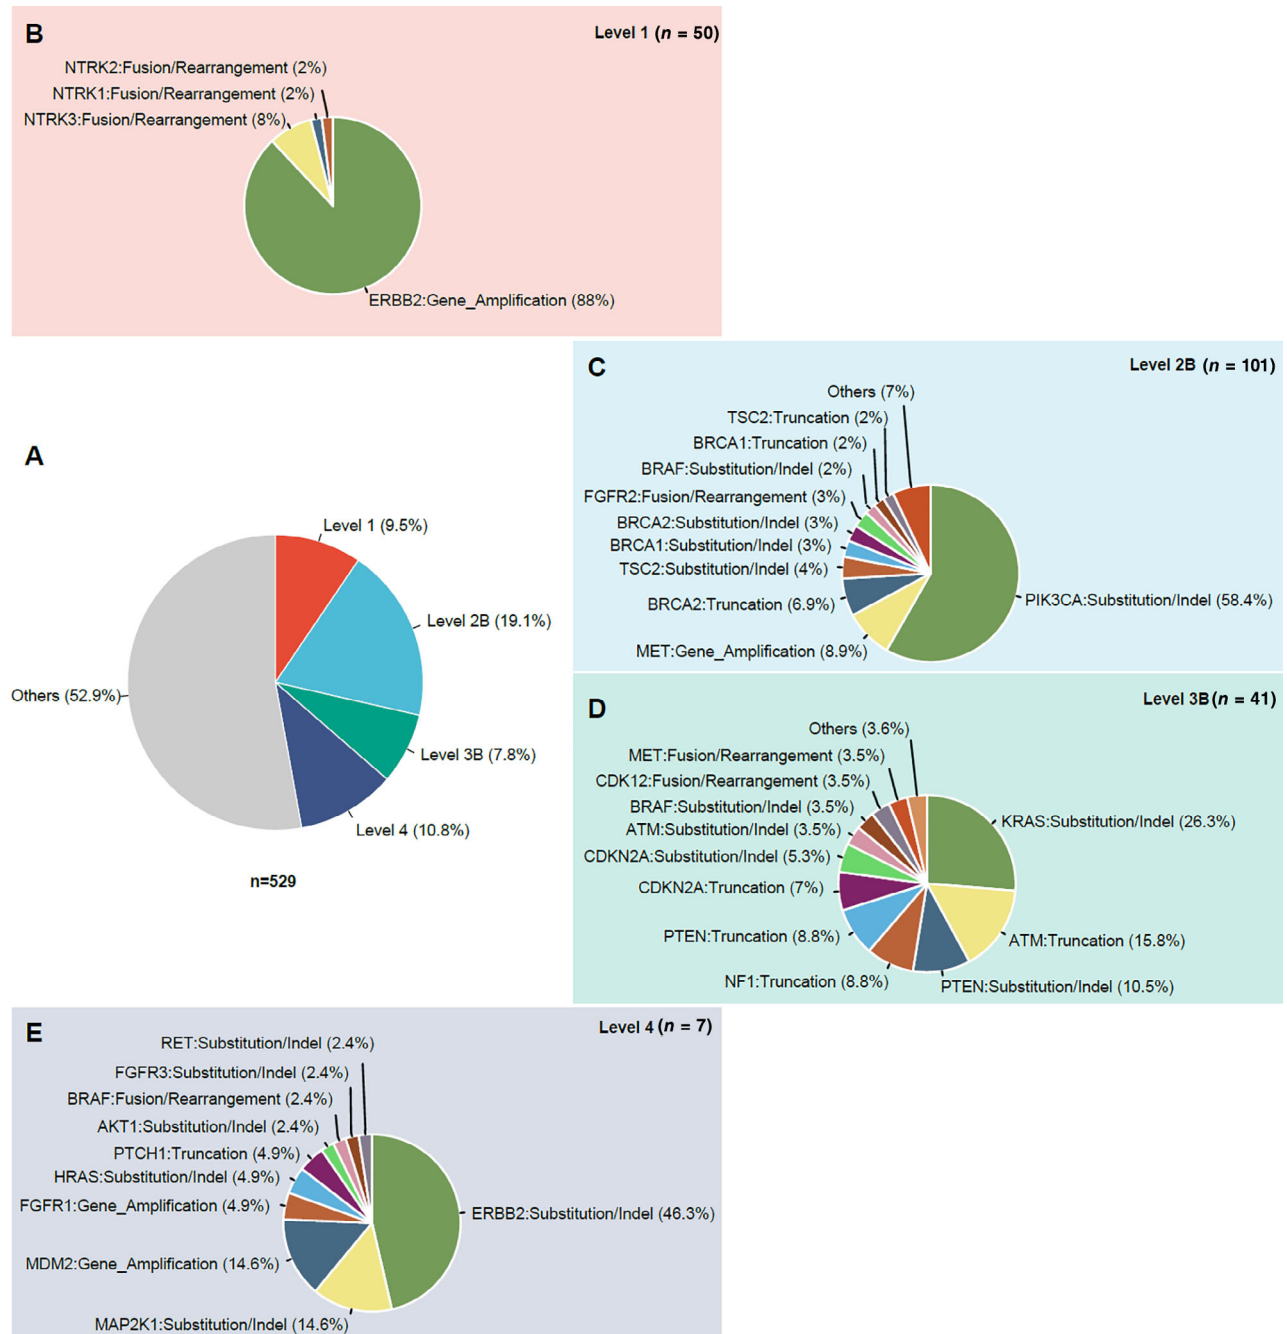 B
Level 1 (n = 50)
NTRK2:Fusion/Rearrangement (2%)
NTRK1:Fusion/Rearrangement (2%)
NTRK3:Fusion/Rearrangement (8%)
ERBB2:Gene_Amplification (88%)
A
Level 1 (9.5%)
Level 2B (19.1%)
Others (52.9%)
Level 3B (7.8%)
Level 4 (10.8%)
n=529
C
Level 2B (n = 101)
Others (7%)
TSC2:Truncation (2%)
BRCA1:Truncation (2%)
BRAF:Substitution/Indel (2%)
FGFR2:Fusion/Rearrangement (3%)
BRCA2:Substitution/Indel (3%)
BRCA1:Substitution/Indel (3%)
TSC2:Substitution/Indel (4%)
BRCA2:Truncation (6.9%)
PIK3CA:Substitution/Indel (58.4%)
MET:Gene_Amplification (8.9%)
D
Level 3B (n = 41)
Others (3.6%)
MET:Fusion/Rearrangement (3.5%)
CDK12:Fusion/Rearrangement (3.5%)
BRAF:Substitution/Indel (3.5%)
KRAS:Substitution/Indel (26.3%)
ATM:Substitution/Indel (3.5%)
CDKN2A:Substitution/Indel (5.3%)
CDKN2A:Truncation (7%)
PTEN:Truncation (8.8%)
ATM:Truncation (15.8%)
NF1:Truncation (8.8%)
PTEN:Substitution/Indel (10.5%)
E
Level 4 (n = 7)
RET:Substitution/Indel (2.4%)
FGFR3:Substitution/Indel (2.4%)
BRAF:Fusion/Rearrangement (2.4%)
AKT1:Substitution/Indel (2.4%)
PTCH1:Truncation (4.9%)
HRAS:Substitution/Indel (4.9%)
FGFR1:Gene_Amplification (4.9%)
ERBB2:Substitution/Indel (46.3%)
MDM2:Gene_Amplification (14.6%)
MAP2K1:Substitution/Indel (14.6%)